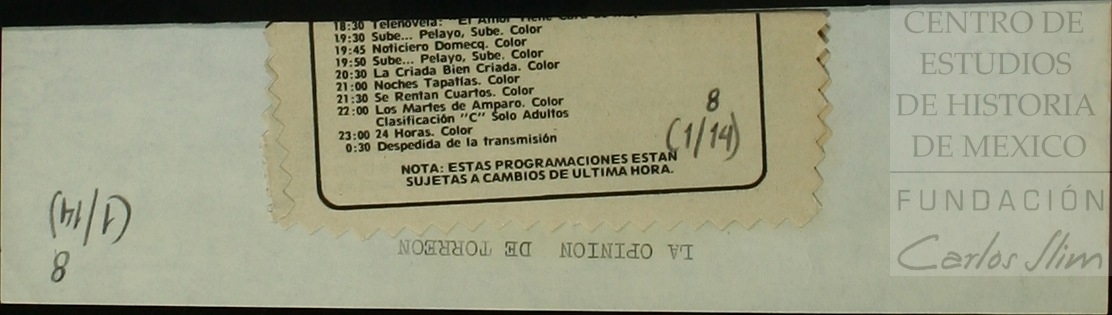 18:30 Telenovela: "El Amor Tiene Cara de
19:30 Sube... Pelayo, Sube. Color
19:45 Noticiero Domecq. Color
19:50 Sube... Pelayo, Sube. Color
20:30 La Criada Bien Criada. Color
21:00 Noches Tapatías. Color
21:30 Se Rentan Cuartos. Color
22:00 Los Martes de Amparo. Color
Clasificación "C" Solo Adultos
23:00 24 Horas. Color
0:30 Despedida de la transmisión
NOTA: ESTAS PROGRAMACIONES ESTAN
SUJETAS A CAMBIOS DE ULTIMA HORA.
8
(1/14)
LA OPINION DE TORREON
8
(1/14)
CENTRO DE
ESTUDIOS
DE HISTORIA
DE MEXICO
FUNDACIÓN
Carlos Slim